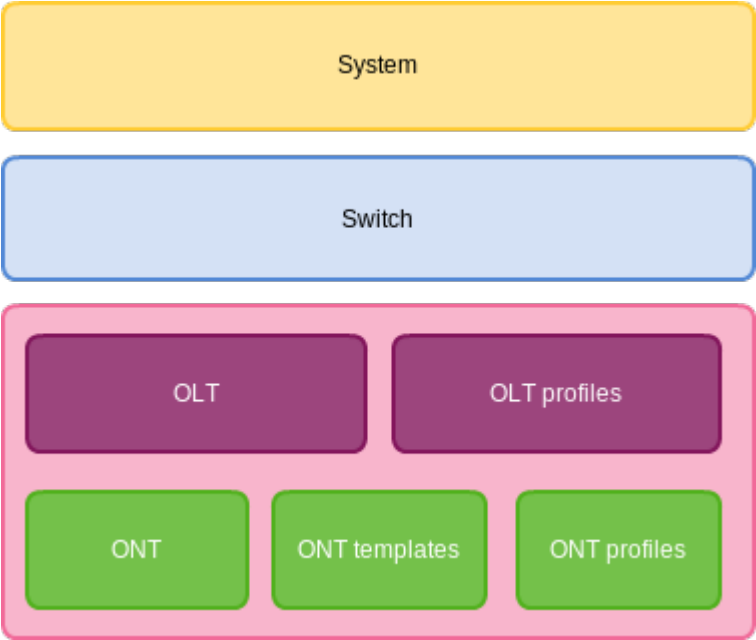 System
Switch
OLT
OLT profiles
ONT
ONT templates
ONT profiles